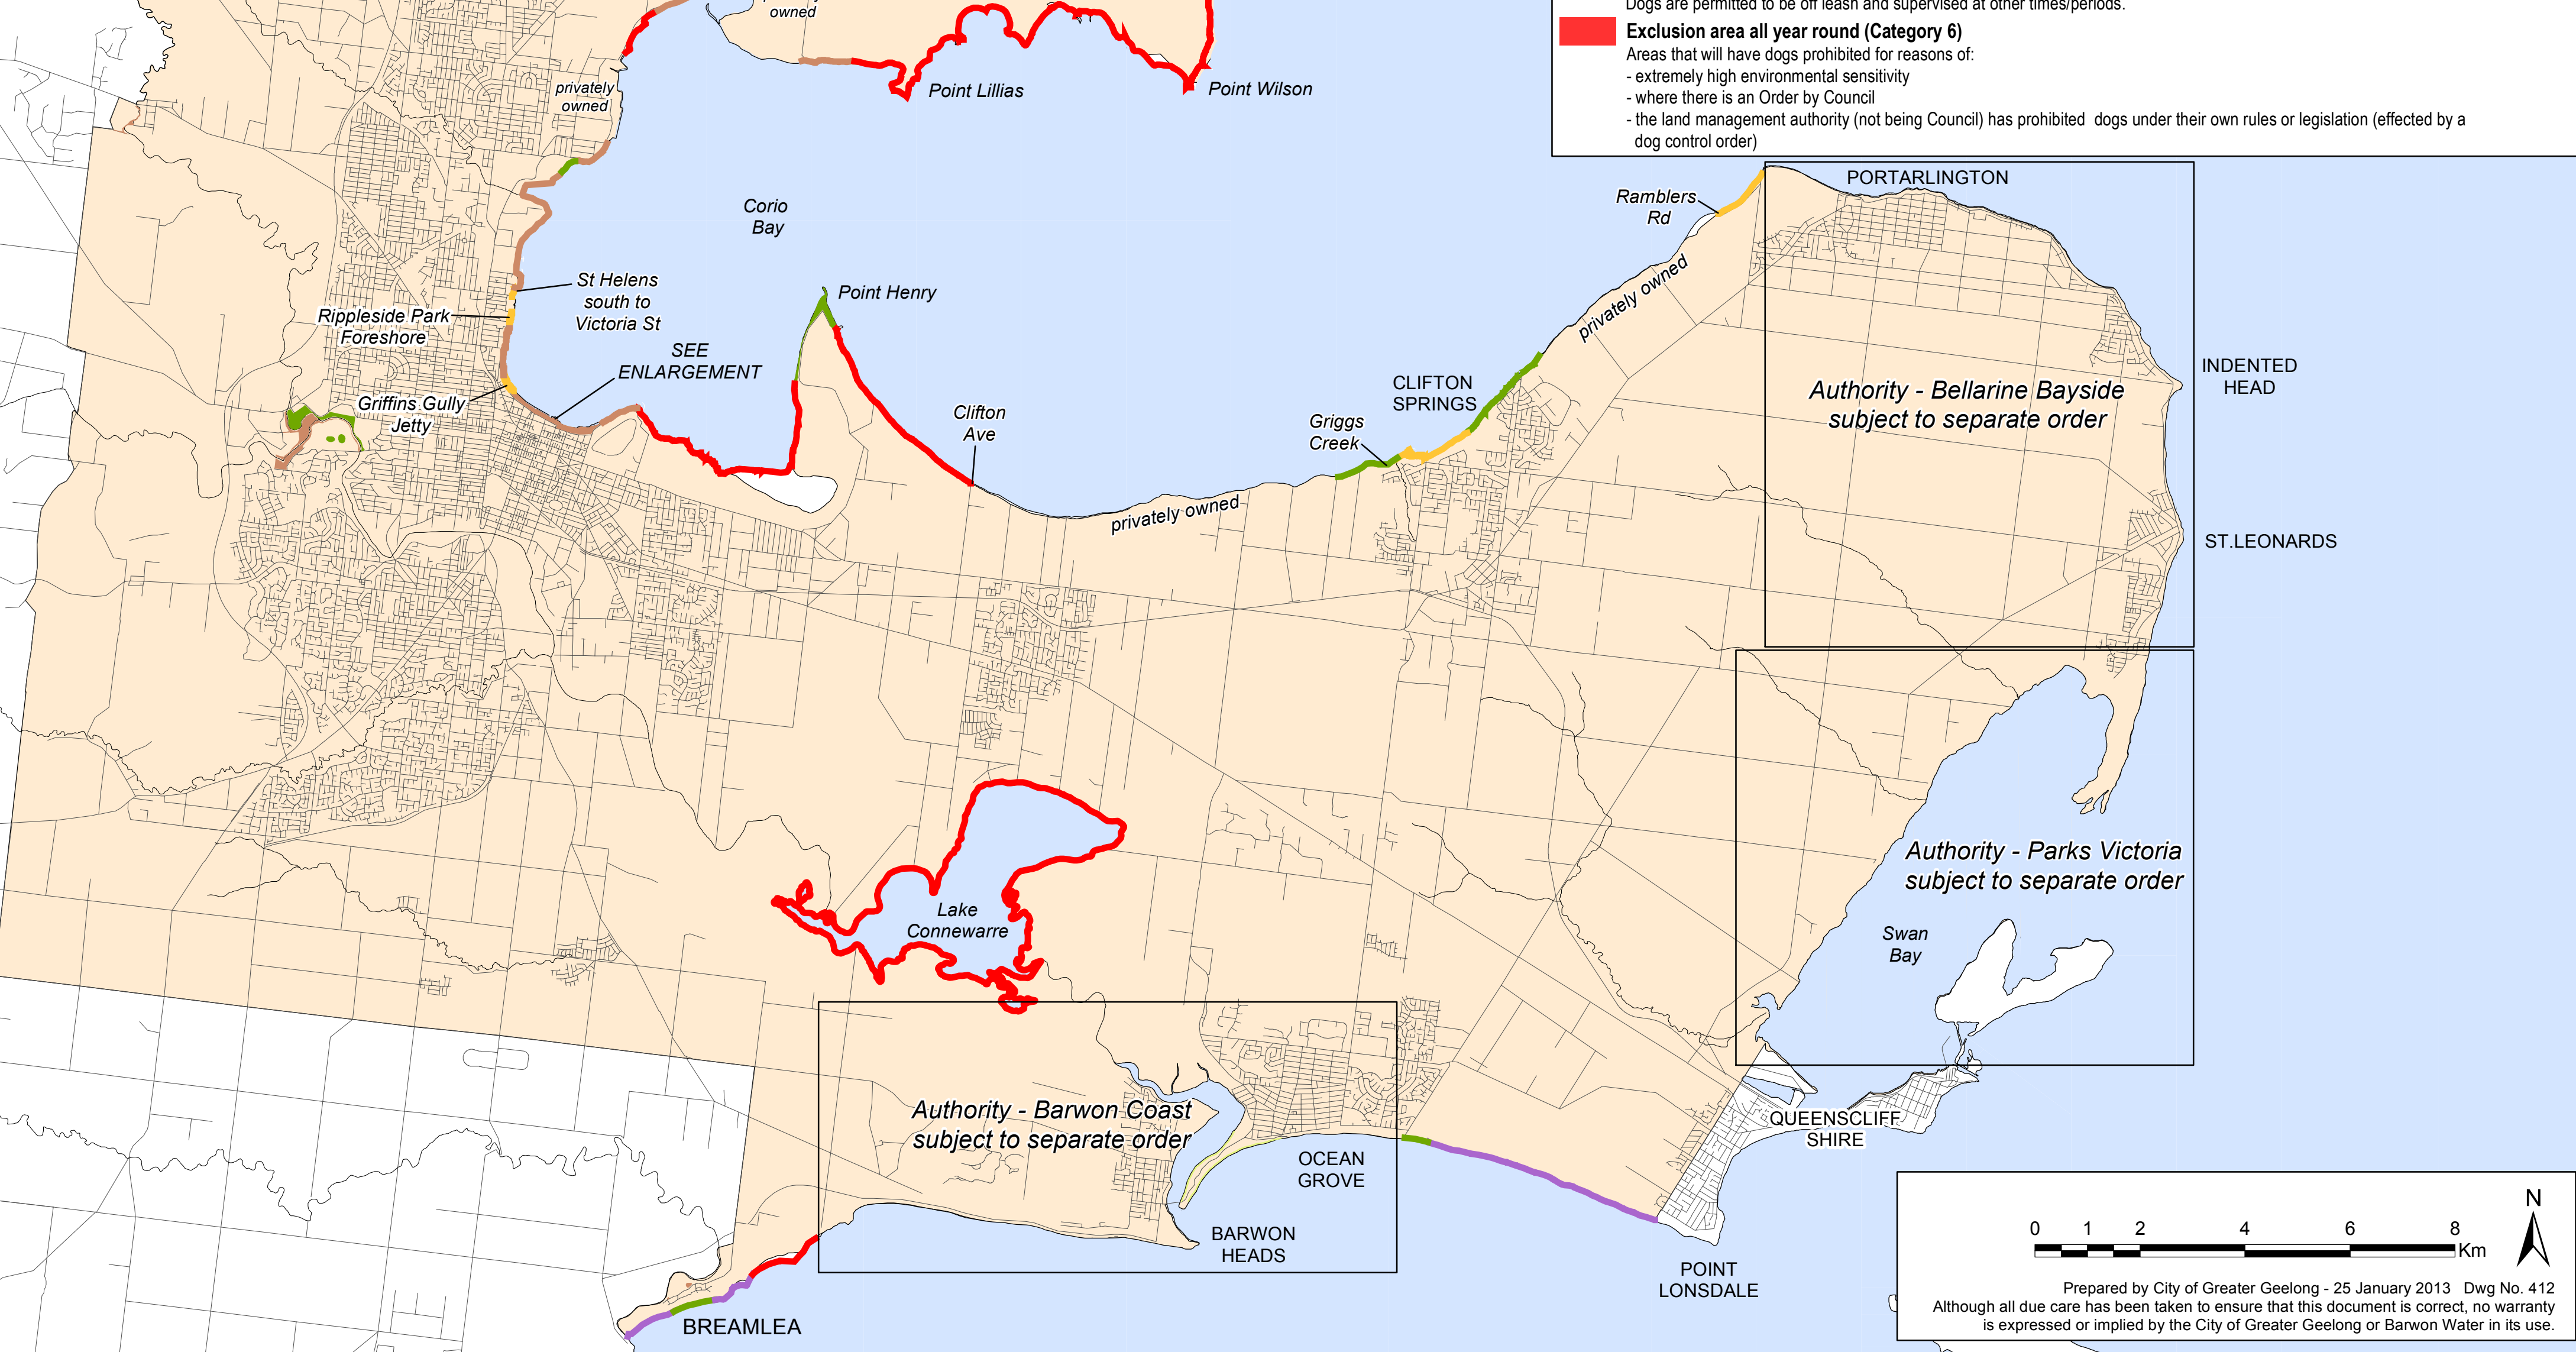 owned
Dogs are permitted to be off leash and supervised at other times/periods.
Exclusion area all year round (Category 6)
Areas that will have dogs prohibited for reasons of:
- extremely high environmental sensitivity
- where there is an Order by Council
- the land management authority (not being Council) has prohibited dogs under their own rules or legislation (effected by a
dog control order)
privately
owned
Point Lillias
Point Wilson
Corio
Bay
Ramblers
Rd
PORTARLINGTON
privately owned
St Helens
south to
Victoria St
Rippleside Park
Foreshore
Point Henry
SEE
ENLARGEMENT
Griffins Gully
Jetty
Clifton
Ave
CLIFTON
SPRINGS
Griggs
Creek
privately owned
Authority - Bellarine Bayside
subject to separate order
INDENTED
HEAD
ST.LEONARDS
Authority - Parks Victoria
subject to separate order
Lake
Connewarre
Swan
Bay
Authority - Barwon Coast
subject to separate order
OCEAN
GROVE
BARWON
HEADS
QUEENSCLIFF
SHIRE
POINT
LONSDALE
BREAMLEA
N
0 1 2 4 6 8
Km
Prepared by City of Greater Geelong - 25 January 2013 Dwg No. 412
Although all due care has been taken to ensure that this document is correct, no warranty
is expressed or implied by the City of Greater Geelong or Barwon Water in its use.